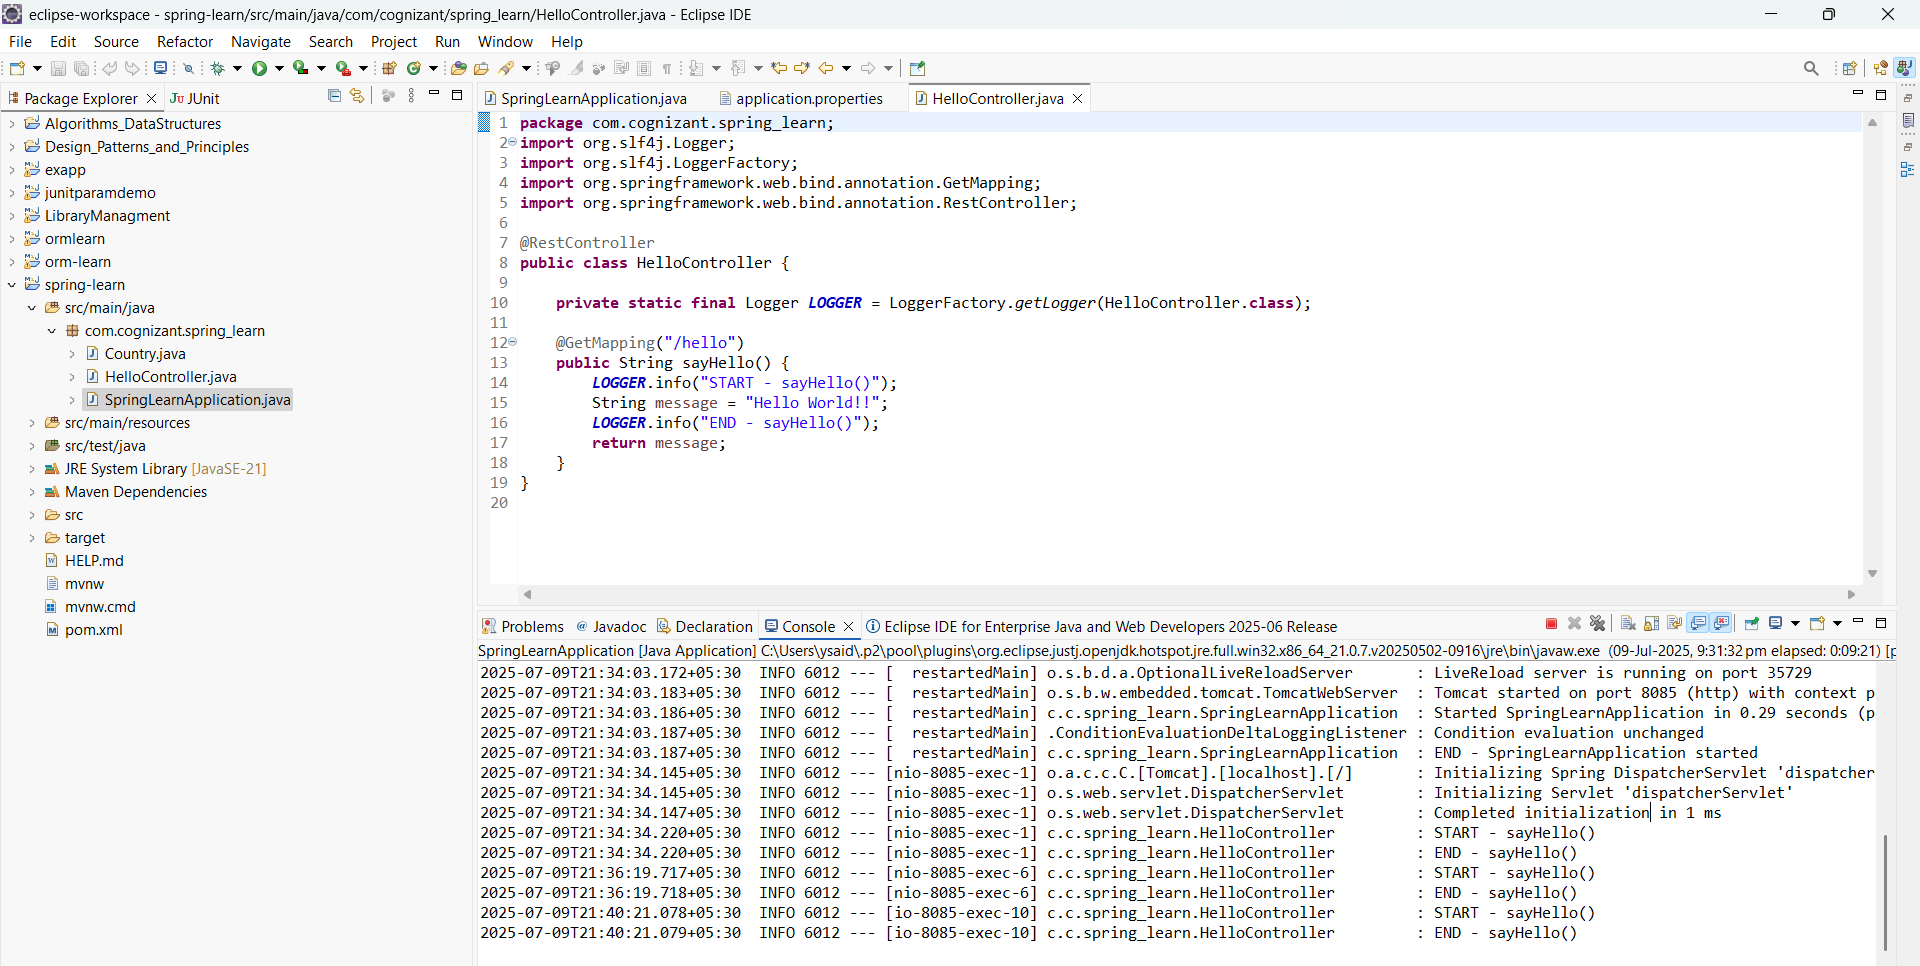 eclipse-workspace - spring-learn/src/main/java/com/cognizant/spring_learn/HelloController.java - Eclipse IDE
File Edit Source Refactor Navigate Search Project Run Window Help
Package Explorer JUnit
Algorithms_DataStructures
Design_Patterns_and_Principles
exapp
junitparamdemo
LibraryManagment
ormlearn
orm-learn
spring-learn
src/main/java
com.cognizant.spring_learn
Country.java
HelloController.java
SpringLearnApplication.java
src/main/resources
src/test/java
JRE System Library [JavaSE-21]
Maven Dependencies
src
target
HELP.md
mvnw
mvnw.cmd
pom.xml
SpringLearnApplication.java application.properties HelloController.java
1 package com.cognizant.spring_learn;
2 import org.slf4j.Logger;
3 import org.slf4j.LoggerFactory;
4 import org.springframework.web.bind.annotation.GetMapping;
5 import org.springframework.web.bind.annotation.RestController;
6
7 @RestController
8 public class HelloController {
9
10 private static final Logger LOGGER = LoggerFactory.getLogger(HelloController.class);
11
12 @GetMapping("/hello")
13 public String sayHello() {
14 LOGGER.info("START - sayHello()");
15 String message = "Hello World!!";
16 LOGGER.info("END - sayHello()");
17 return message;
18 }
19 }
20
Problems Javadoc Declaration Console Eclipse IDE for Enterprise Java and Web Developers 2025-06 Release
SpringLearnApplication [Java Application] C:\Users\ysaid\.p2\pool\plugins\org.eclipse.justj.openjdk.hotspot.jre.full.win32.x86_64_21.0.7.v20250502-0916\jre\bin\javaw.exe (09-Jul-2025, 9:31:32 pm elapsed: 0:09:21) [p
2025-07-09T21:34:03.172+05:30 INFO 6012 --- [ restartedMain] o.s.b.d.a.OptionalLiveReloadServer : LiveReload server is running on port 35729
2025-07-09T21:34:03.183+05:30 INFO 6012 --- [ restartedMain] o.s.b.w.embedded.tomcat.TomcatWebServer : Tomcat started on port 8085 (http) with context p
2025-07-09T21:34:03.186+05:30 INFO 6012 --- [ restartedMain] c.c.spring_learn.SpringLearnApplication : Started SpringLearnApplication in 0.29 seconds (p
2025-07-09T21:34:03.187+05:30 INFO 6012 --- [ restartedMain] .ConditionEvaluationDeltaLoggingListener : Condition evaluation unchanged
2025-07-09T21:34:03.187+05:30 INFO 6012 --- [ restartedMain] c.c.spring_learn.SpringLearnApplication : END - SpringLearnApplication started
2025-07-09T21:34:34.145+05:30 INFO 6012 --- [nio-8085-exec-1] o.a.c.c.C.[Tomcat].[localhost].[/] : Initializing Spring DispatcherServlet 'dispatcher
2025-07-09T21:34:34.145+05:30 INFO 6012 --- [nio-8085-exec-1] o.s.web.servlet.DispatcherServlet : Initializing Servlet 'dispatcherServlet'
2025-07-09T21:34:34.147+05:30 INFO 6012 --- [nio-8085-exec-1] o.s.web.servlet.DispatcherServlet : Completed initialization in 1 ms
2025-07-09T21:34:34.220+05:30 INFO 6012 --- [nio-8085-exec-1] c.c.spring_learn.HelloController : START - sayHello()
2025-07-09T21:34:34.220+05:30 INFO 6012 --- [nio-8085-exec-1] c.c.spring_learn.HelloController : END - sayHello()
2025-07-09T21:36:19.717+05:30 INFO 6012 --- [nio-8085-exec-6] c.c.spring_learn.HelloController : START - sayHello()
2025-07-09T21:36:19.718+05:30 INFO 6012 --- [nio-8085-exec-6] c.c.spring_learn.HelloController : END - sayHello()
2025-07-09T21:40:21.078+05:30 INFO 6012 --- [io-8085-exec-10] c.c.spring_learn.HelloController : START - sayHello()
2025-07-09T21:40:21.079+05:30 INFO 6012 --- [io-8085-exec-10] c.c.spring_learn.HelloController : END - sayHello()